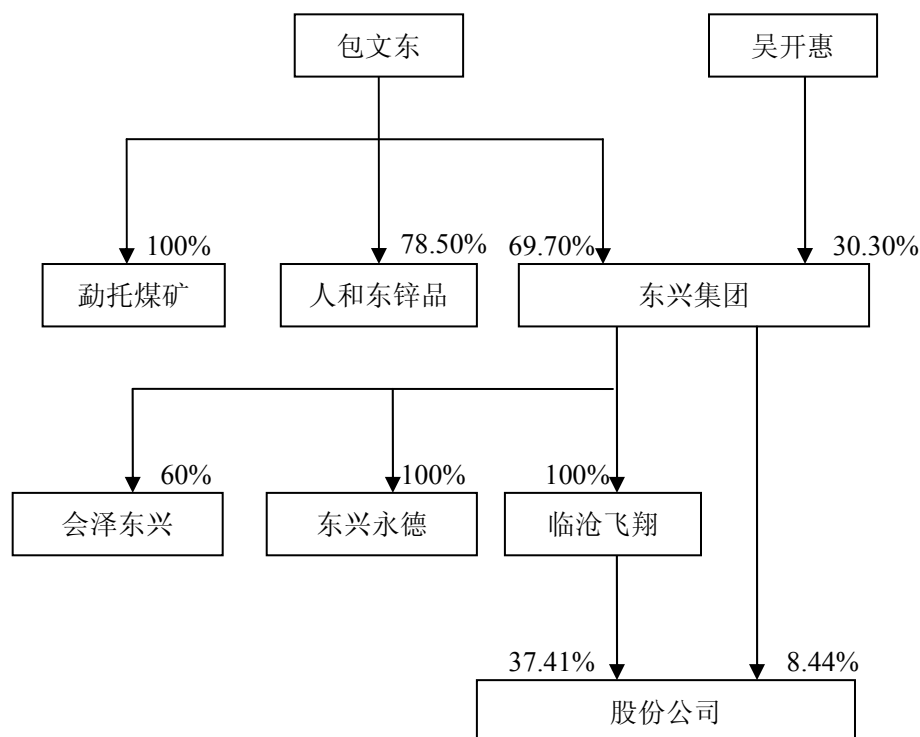 包文东
吴开惠
100%
78.50%
69.70%
30.30%
勐托煤矿
人和东锌品
东兴集团
60%
100%
100%
会泽东兴
东兴永德
临沧飞翔
37.41%
8.44%
股份公司